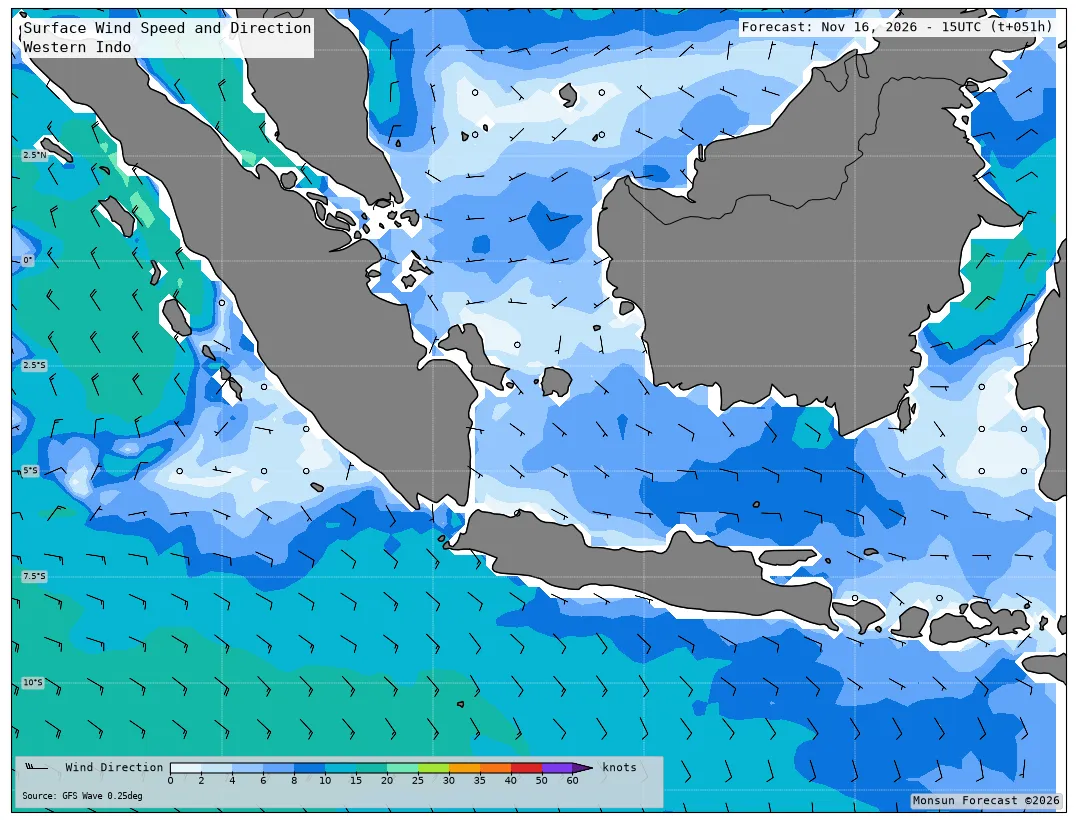 Surface Wind Speed and Direction
Western Indo
Forecast: Nov 16, 2026 - 15UTC (t+051h)
2.5°N
0°
2.5°S
5°S
7.5°S
10°S
Wind Direction
knots
0 2 4 6 8 10 15 20 25 30 35 40 50 60
Source: GFS Wave 0.25deg
Monsun Forecast ©2026